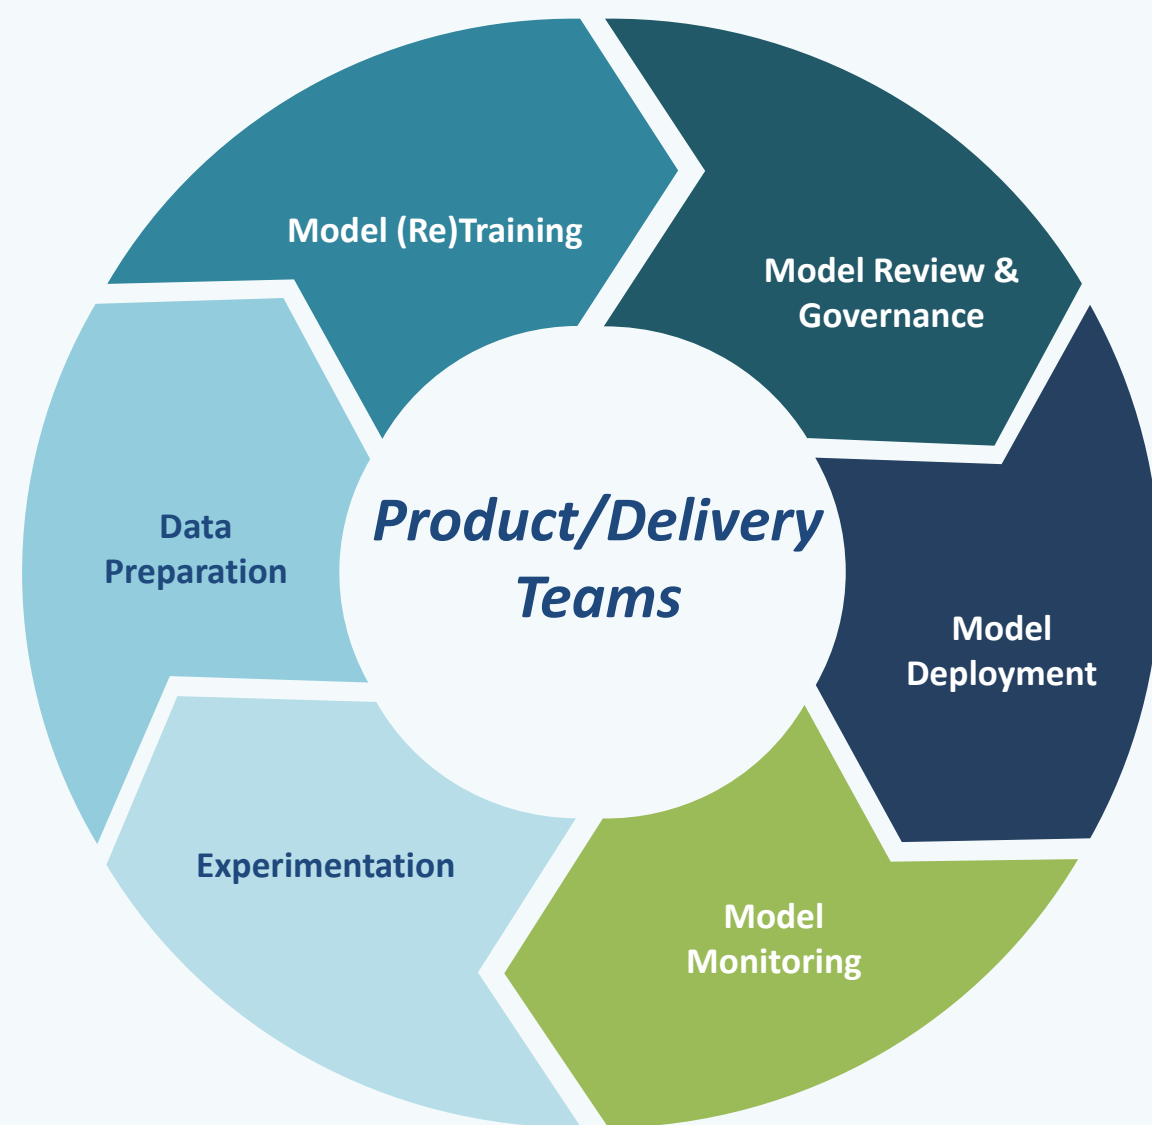 Model (Re)Training
Model Review &
Governance
Product/Delivery
Teams
Data
Preparation
Model
Deployment
Experimentation
Model
Monitoring